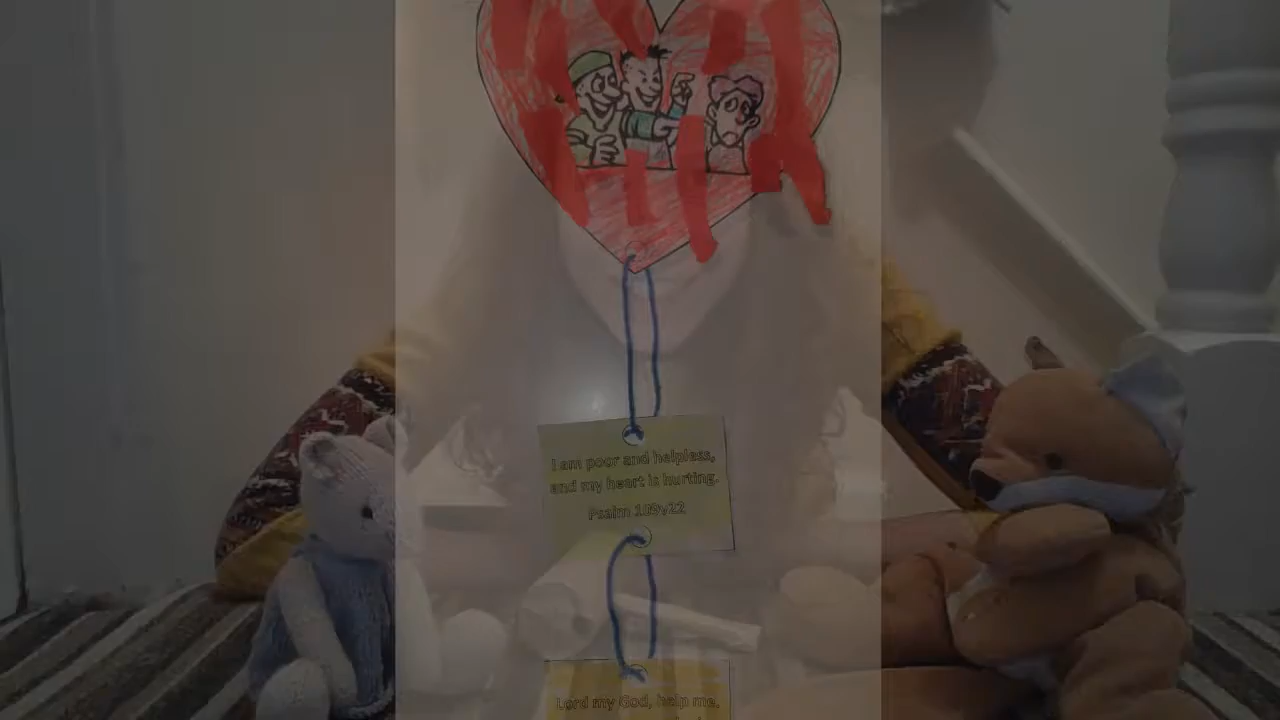 I am poor and helpless,
and my heart is hurting.
Psalm 109v22
Lord my God, help me,